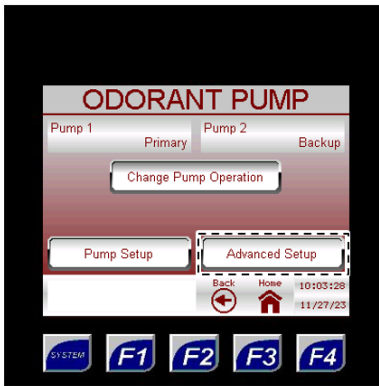 ODORANT PUMP
Pump 1
Primary
Pump 2
Backup
Change Pump Operation
Pump Setup
Advanced Setup
Back
Home
10:03:28
11/27/23
SYSTEM
F1
F2
F3
F4